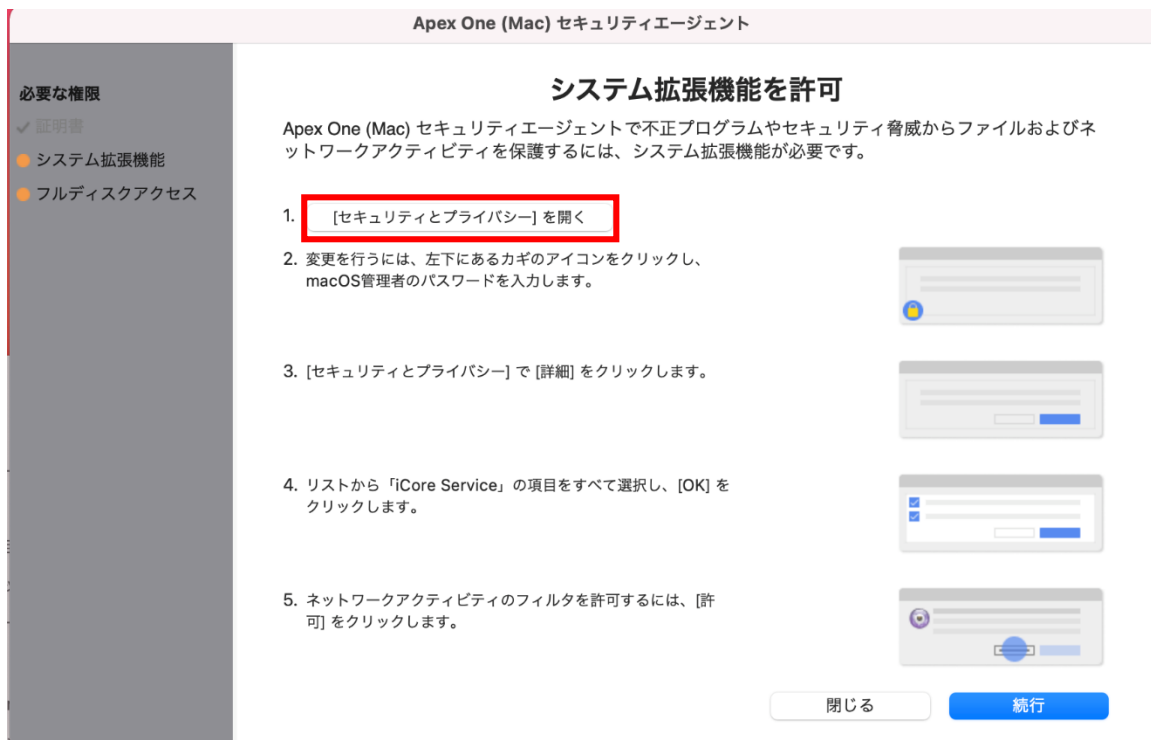 Apex One (Mac) セキュリティエージェント
必要な権限
証明書
システム拡張機能
フルディスクアクセス
システム拡張機能を許可
Apex One (Mac) セキュリティエージェントで不正プログラムやセキュリティ脅威からファイルおよびネ
ットワークアクティビティを保護するには、システム拡張機能が必要です。
1. [セキュリティとプライバシー] を開く
2. 変更を行うには、左下にあるカギのアイコンをクリックし、
macOS管理者のパスワードを入力します。
3. [セキュリティとプライバシー] で [詳細] をクリックします。
4. リストから「iCore Service」の項目をすべて選択し、[OK] を
クリックします。
5. ネットワークアクティビティのフィルタを許可するには、[許
可] をクリックします。
閉じる
続行